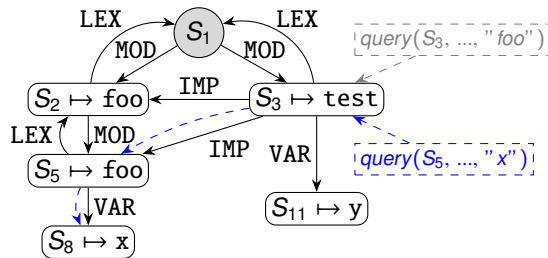 LEX S₁ LEX
MOD MOD
query(S₃, ..., "foo")
S₂ ↦ foo IMP S₃ ↦ test
LEX MOD IMP VAR
query(S₅, ..., "x")
S₅ ↦ foo
VAR S₁₁ ↦ y
S₈ ↦ x